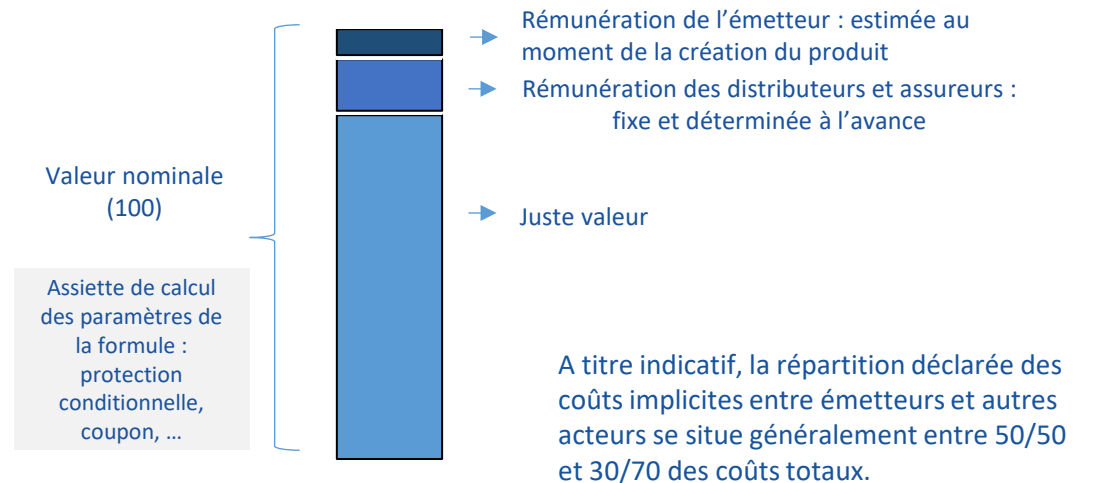 Rémunération de l’émetteur : estimée au
moment de la création du produit
Rémunération des distributeurs et assureurs :
fixe et déterminée à l’avance
Valeur nominale
(100)
Juste valeur
Assiette de calcul
des paramètres de
la formule :
protection
conditionnelle,
coupon, …
A titre indicatif, la répartition déclarée des
coûts implicites entre émetteurs et autres
acteurs se situe généralement entre 50/50
et 30/70 des coûts totaux.